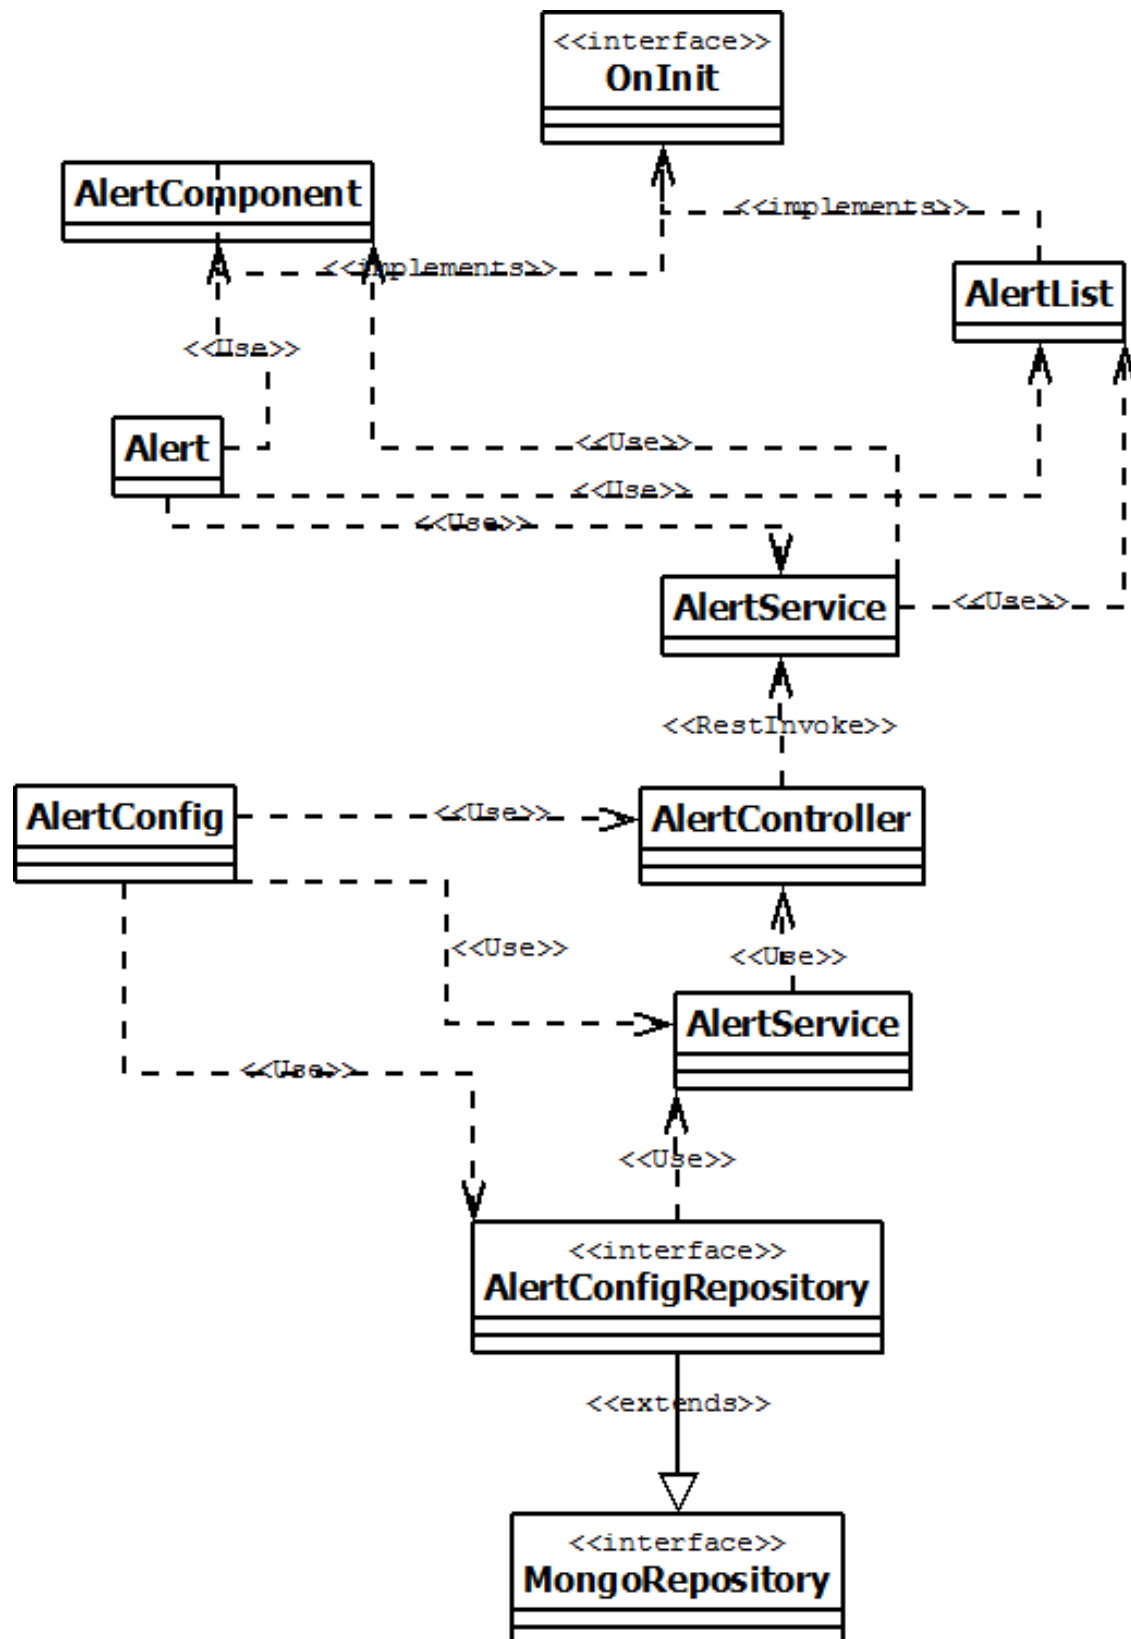 <<interface>>
OnInit
AlertComponent
<<implements>>
<<implements>>
AlertList
<<Use>>
Alert
<<Use>>
<<Use>>
<<Use>>
AlertService
<<Use>>
<<RestInvoke>>
AlertConfig
<<Use>>
AlertController
<<Use>>
<<Use>>
AlertService
<<Use>>
<<Use>>
<<interface>>
AlertConfigRepository
<<extends>>
<<interface>>
MongoRepository